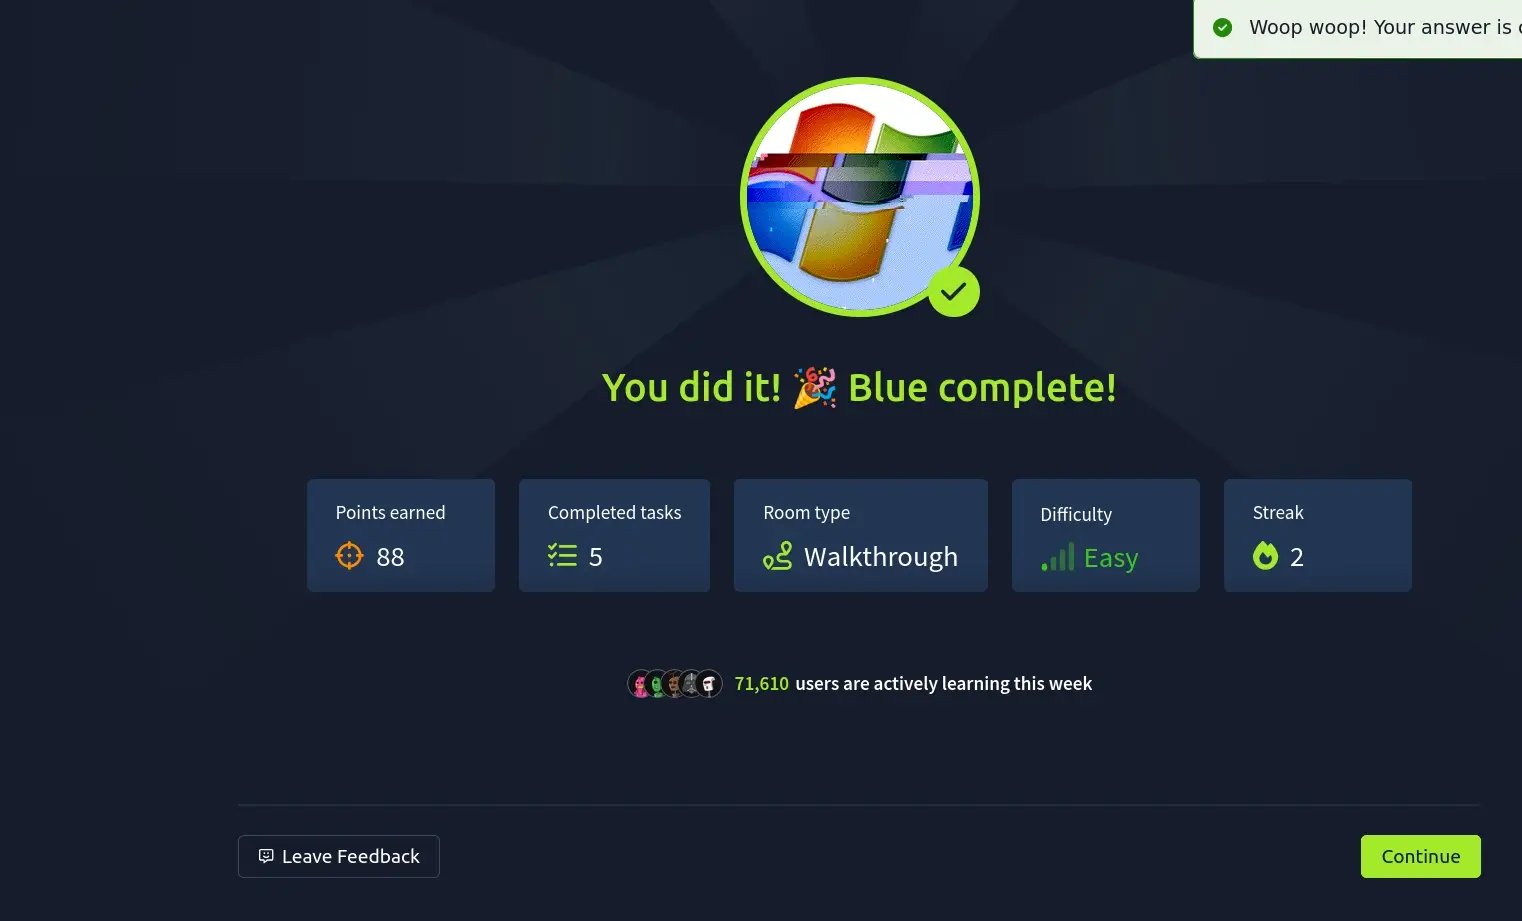 Woop woop! Your answer is
You did it! 🎉 Blue complete!
Points earned
88
Completed tasks
5
Room type
Walkthrough
Difficulty
Easy
Streak
2
71,610 users are actively learning this week
Leave Feedback
Continue